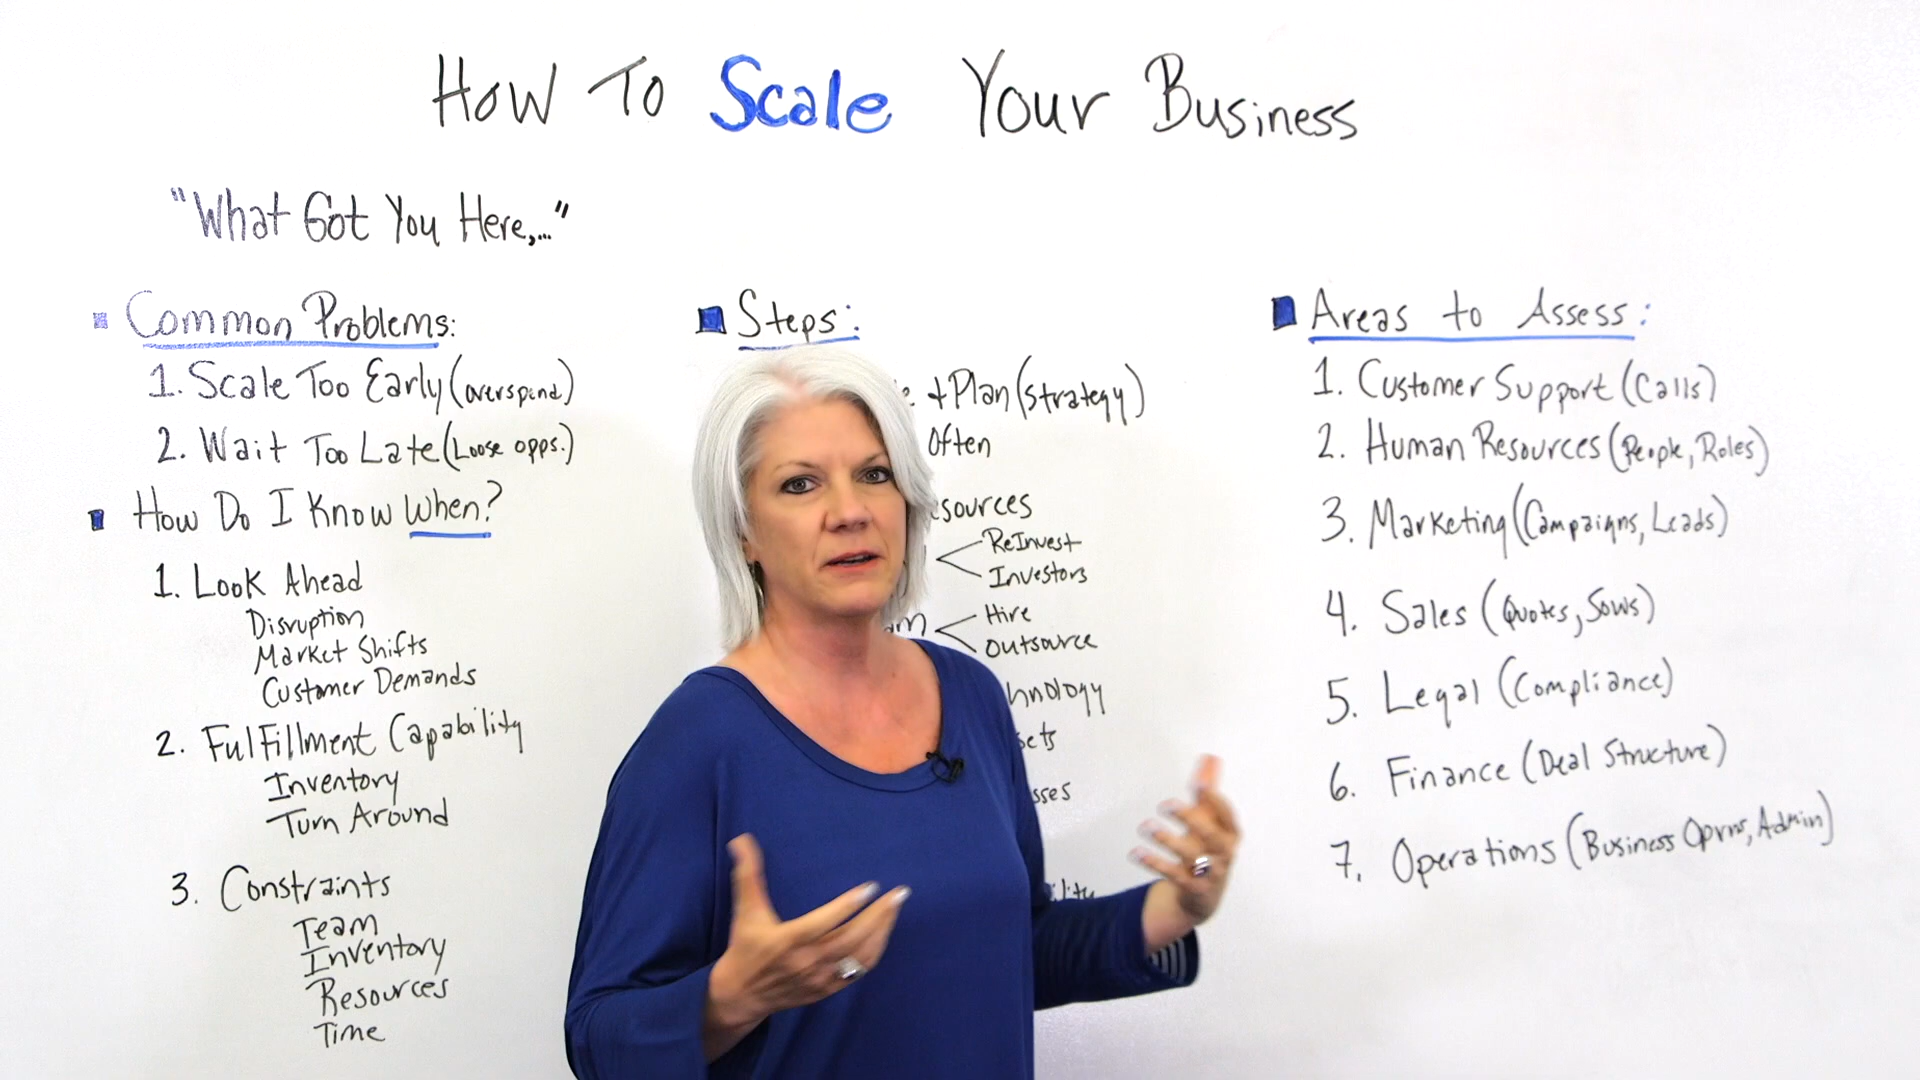 How To Scale Your Business
"What Got You Here,..."
Common Problems:
1. Scale Too Early (overspend)
2. Wait Too Late (Loose opps.)
How Do I Know When?
1. Look Ahead
Disruption
Market Shifts
Customer Demands
2. Fulfillment Capability
Inventory
Turn Around
3. Constraints
Team
Inventory
Resources
Time
Steps:
+ Plan (strategy)
Often
esources
ReInvest
Investors
Hire
Outsource
hnology
sets
sses
Areas to Assess:
1. Customer Support (Calls)
2. Human Resources (People, Roles)
3. Marketing (Campaigns, Leads)
4. Sales (Quotes, Sows)
5. Legal (Compliance)
6. Finance (Deal Structure)
7. Operations (Business Oprns, Admin)